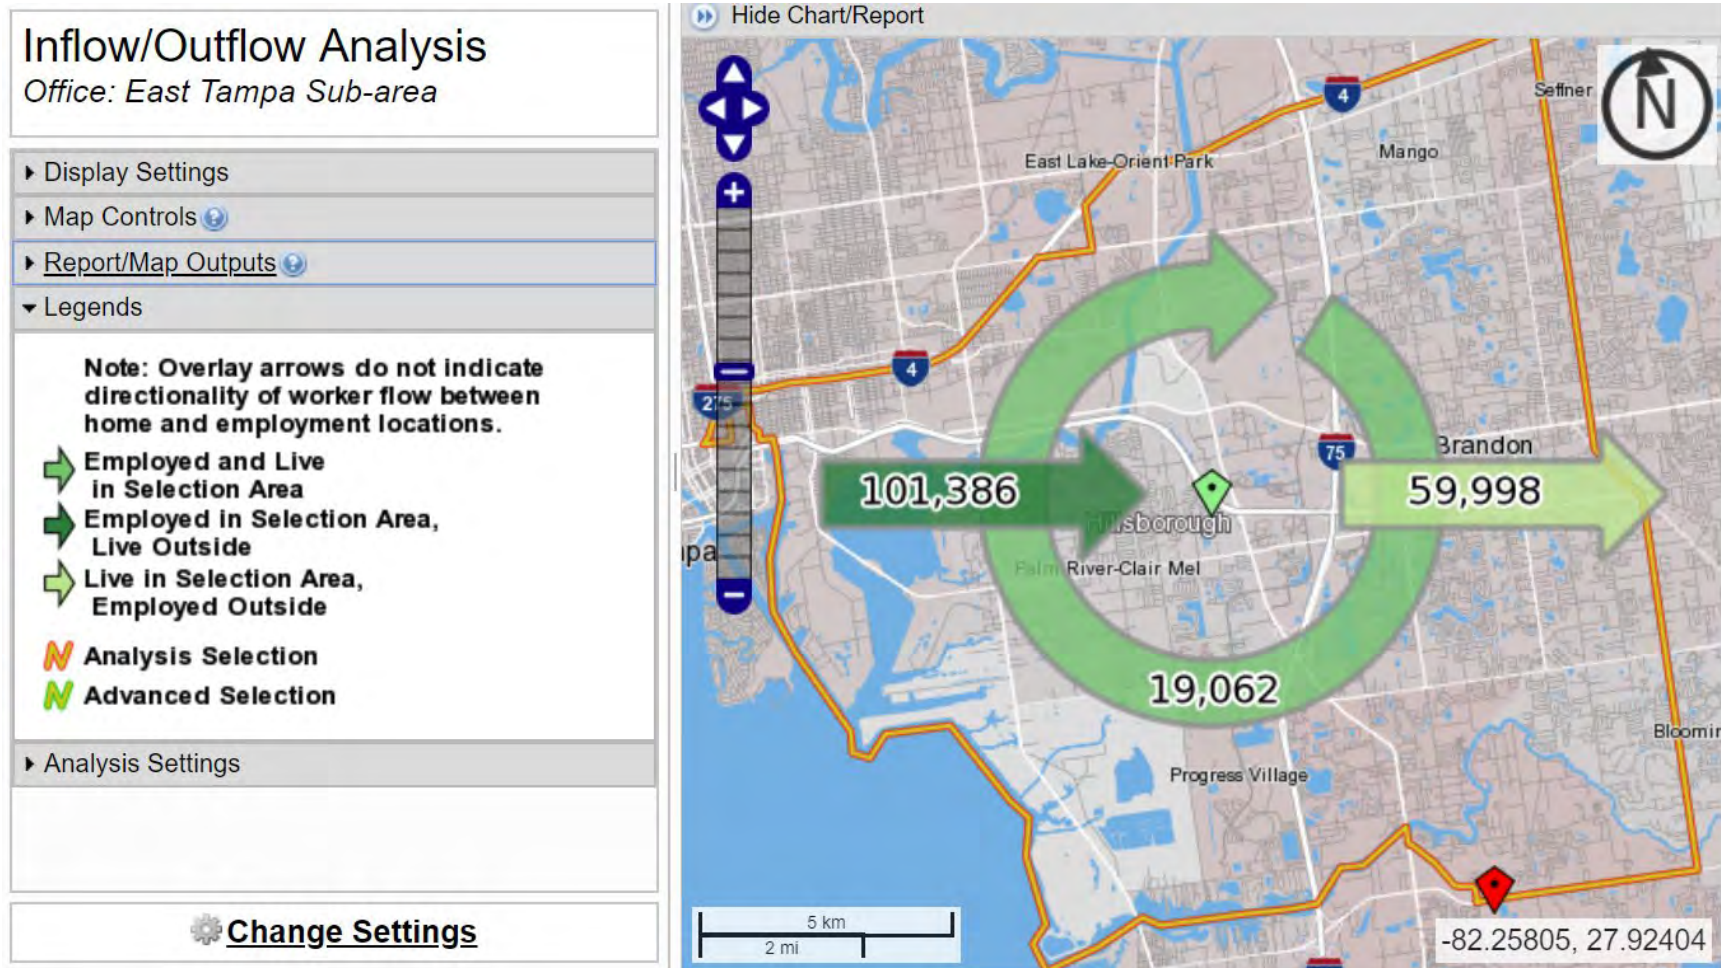 Inflow/Outflow Analysis
Office: East Tampa Sub-area
Display Settings
Map Controls
Report/Map Outputs
Legends
Note: Overlay arrows do not indicate
directionality of worker flow between
home and employment locations.
Employed and Live
in Selection Area
Employed in Selection Area,
Live Outside
Live in Selection Area,
Employed Outside
Analysis Selection
Advanced Selection
Analysis Settings
Change Settings
Hide Chart/Report
N
4
Seffner
East Lake-Orient Park
Mango
4
275
75
Brandon
101,386
59,998
Hillsborough
pa
Palm River-Clair Mel
19,062
Bloomin
Progress Village
5 km
2 mi
-82.25805, 27.92404